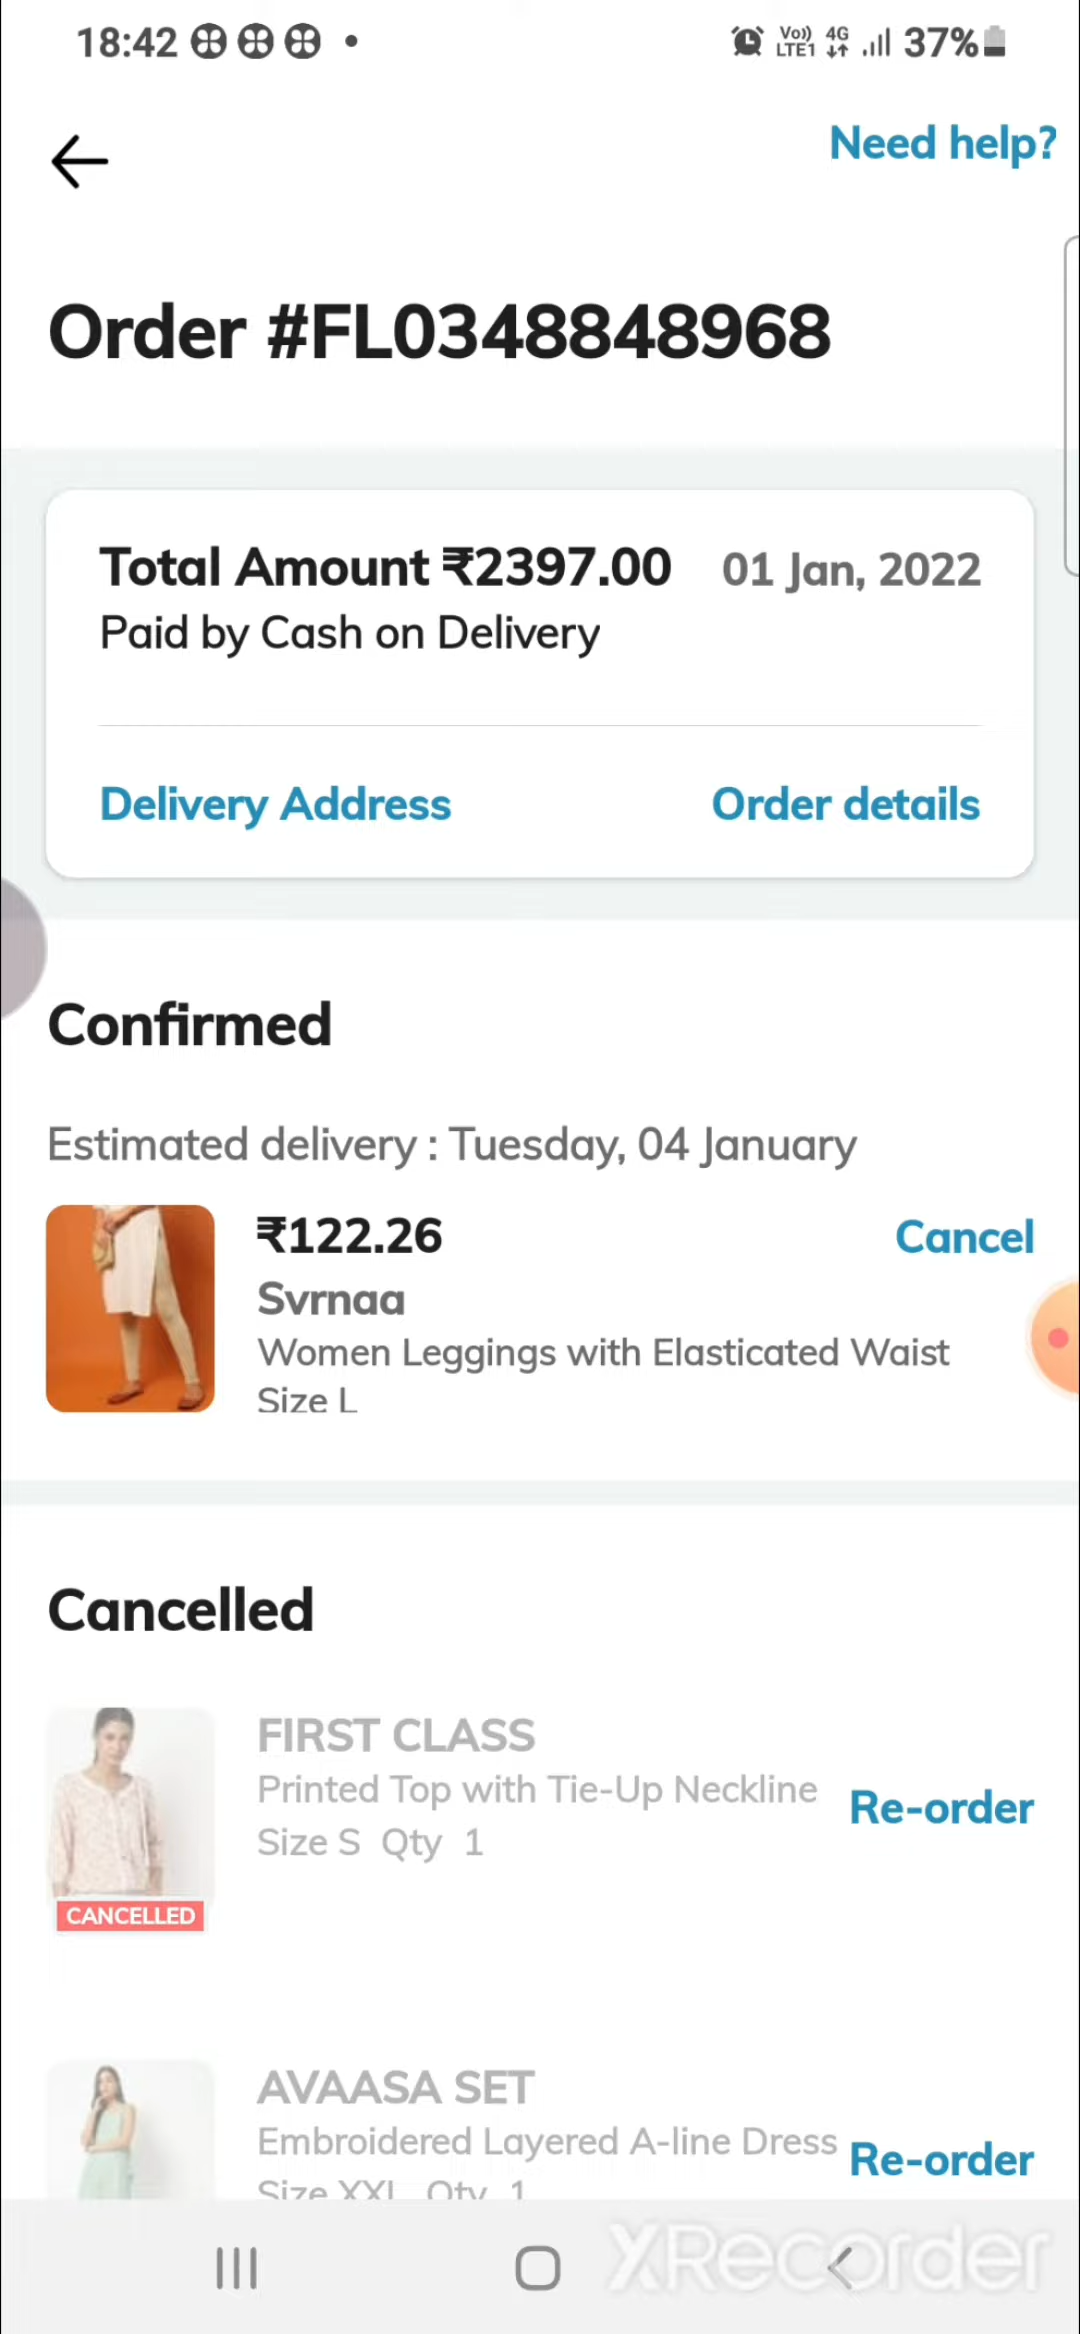 18:42
Vo)) 4G
LTE1
37%
Need help?
Order #FL0348848968
Total Amount ₹2397.00 01 Jan, 2022
Paid by Cash on Delivery
Delivery Address Order details
Confirmed
Estimated delivery : Tuesday, 04 January
₹122.26 Cancel
Svrnaa
Women Leggings with Elasticated Waist
Size L
Cancelled
FIRST CLASS
Printed Top with Tie-Up Neckline
Re-order
Size S Qty 1
CANCELLED
AVAASA SET
Embroidered Layered A-line Dress
Re-order
Size XXL Qty 1
XRecorder